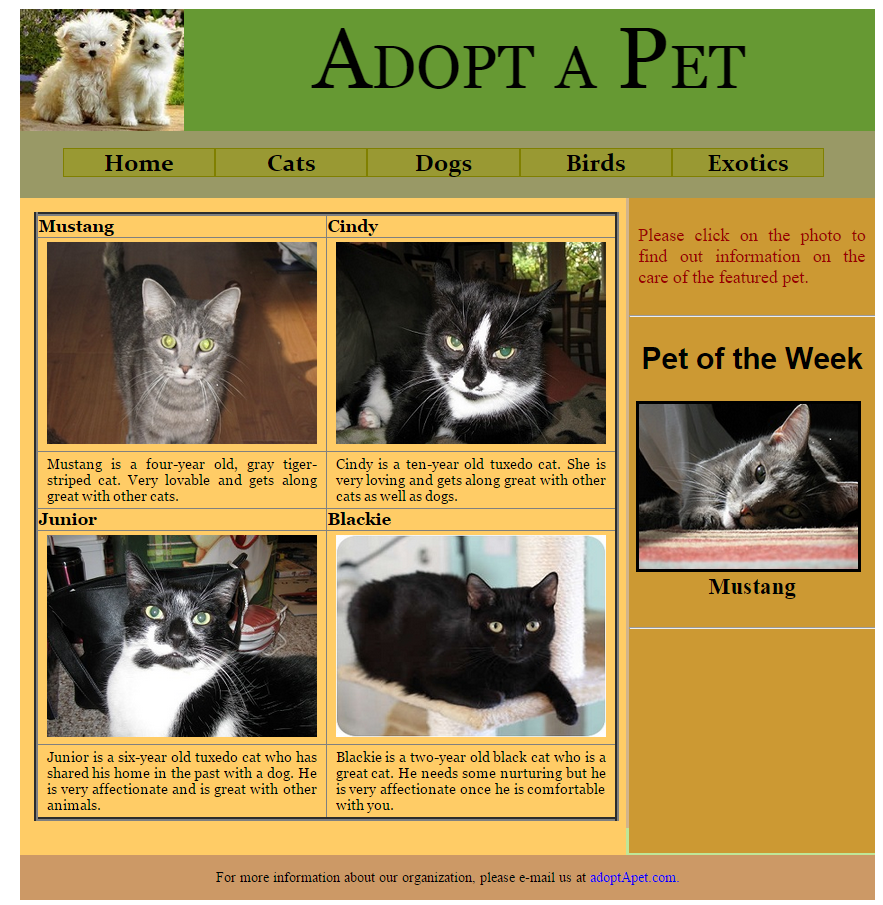 Adopt a Pet
Home Cats Dogs Birds Exotics
Mustang
Cindy
Mustang is a four-year old, gray tiger-
striped cat. Very lovable and gets along
great with other cats.
Cindy is a ten-year old tuxedo cat. She is
very loving and gets along great with other
cats as well as dogs.
Junior
Blackie
Junior is a six-year old tuxedo cat who has
shared his home in the past with a dog. He
is very affectionate and is great with other
animals.
Blackie is a two-year old black cat who is a
great cat. He needs some nurturing but he
is very affectionate once he is comfortable
with you.
Please click on the photo to
find out information on the
care of the featured pet.
Pet of the Week
Mustang
For more information about our organization, please e-mail us at adoptApet.com.